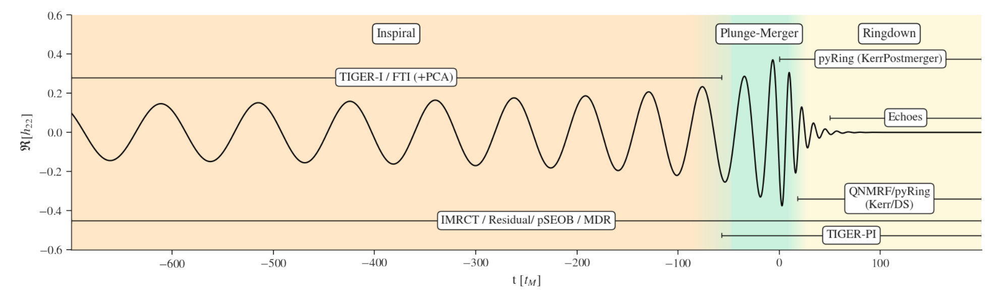 0.6
Inspiral
Plunge-Merger
Ringdown
0.4
pyRing (KerrPostmerger)
TIGER-I / FTI (+PCA)
0.2
Echoes
ℜ[h₂₂]
0.0
−0.2
QNMRF/pyRing
(Kerr/DS)
−0.4
IMRCT / Residual/ pSEOB / MDR
TIGER-PI
−0.6
−600
−500
−400
−300
−200
−100
0
100
t [t_M]